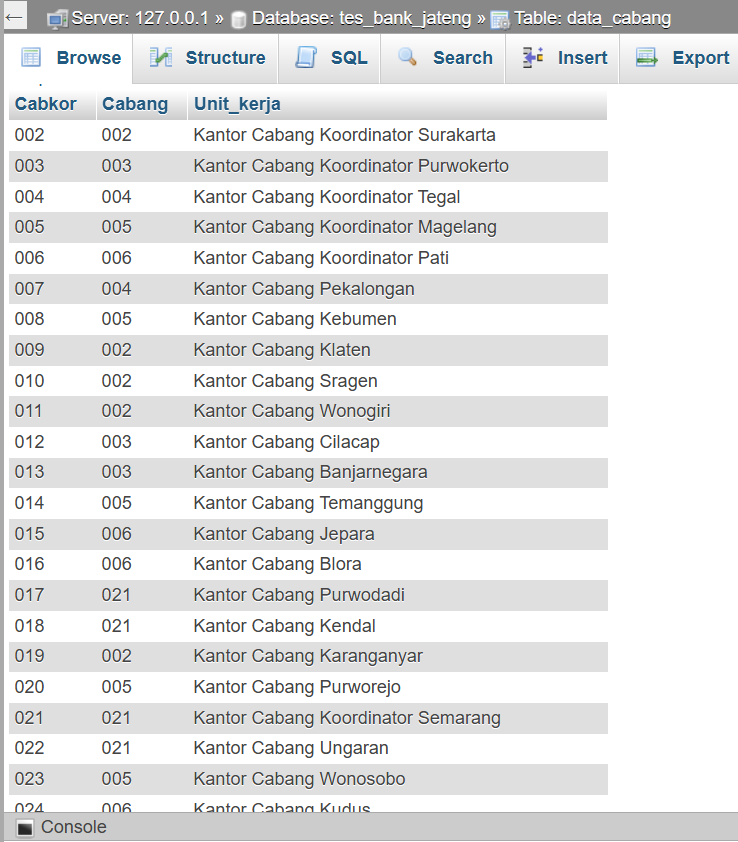 ← Server: 127.0.0.1 » Database: tes_bank_jateng » Table: data_cabang
Browse Structure SQL Search Insert Export
Cabkor Cabang Unit_kerja
002 002 Kantor Cabang Koordinator Surakarta
003 003 Kantor Cabang Koordinator Purwokerto
004 004 Kantor Cabang Koordinator Tegal
005 005 Kantor Cabang Koordinator Magelang
006 006 Kantor Cabang Koordinator Pati
007 004 Kantor Cabang Pekalongan
008 005 Kantor Cabang Kebumen
009 002 Kantor Cabang Klaten
010 002 Kantor Cabang Sragen
011 002 Kantor Cabang Wonogiri
012 003 Kantor Cabang Cilacap
013 003 Kantor Cabang Banjarnegara
014 005 Kantor Cabang Temanggung
015 006 Kantor Cabang Jepara
016 006 Kantor Cabang Blora
017 021 Kantor Cabang Purwodadi
018 021 Kantor Cabang Kendal
019 002 Kantor Cabang Karanganyar
020 005 Kantor Cabang Purworejo
021 021 Kantor Cabang Koordinator Semarang
022 021 Kantor Cabang Ungaran
023 005 Kantor Cabang Wonosobo
024 006 Kantor Cabang Kudus
Console